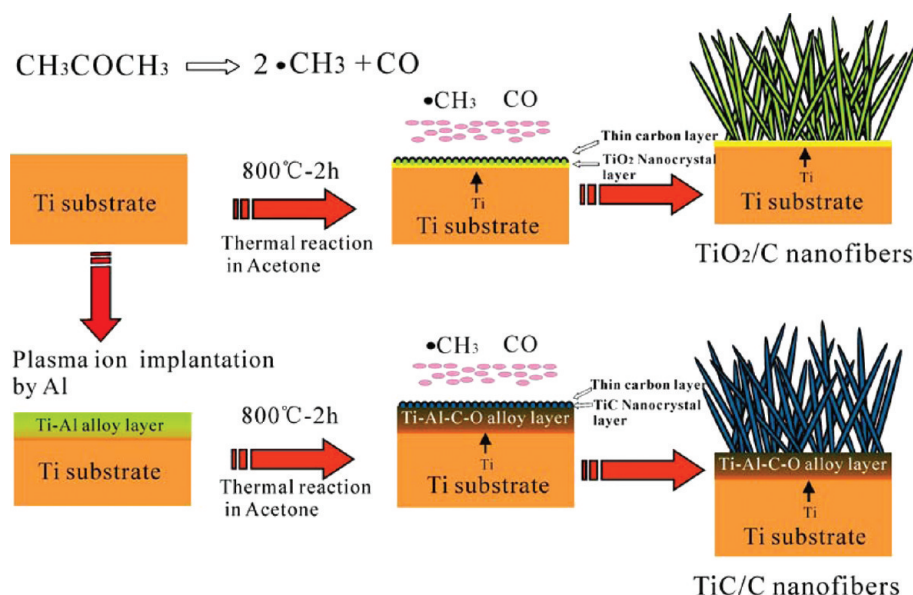 CH3COCH3 ⇒ 2 •CH3 + CO
•CH3 CO
Thin carbon layer
TiO2 Nanocrystal
layer
800℃-2h
Thermal reaction
in Acetone
Ti substrate
Ti
Ti substrate
Ti
Ti substrate
TiO2/C nanofibers
Plasma ion implantation
by Al
Ti-Al alloy layer
Ti substrate
800℃-2h
Thermal reaction
in Acetone
•CH3 CO
Thin carbon layer
TiC Nanocrystal
layer
Ti-Al-C-O alloy layer
Ti
Ti substrate
Ti-Al-C-O alloy layer
Ti
Ti substrate
TiC/C nanofibers